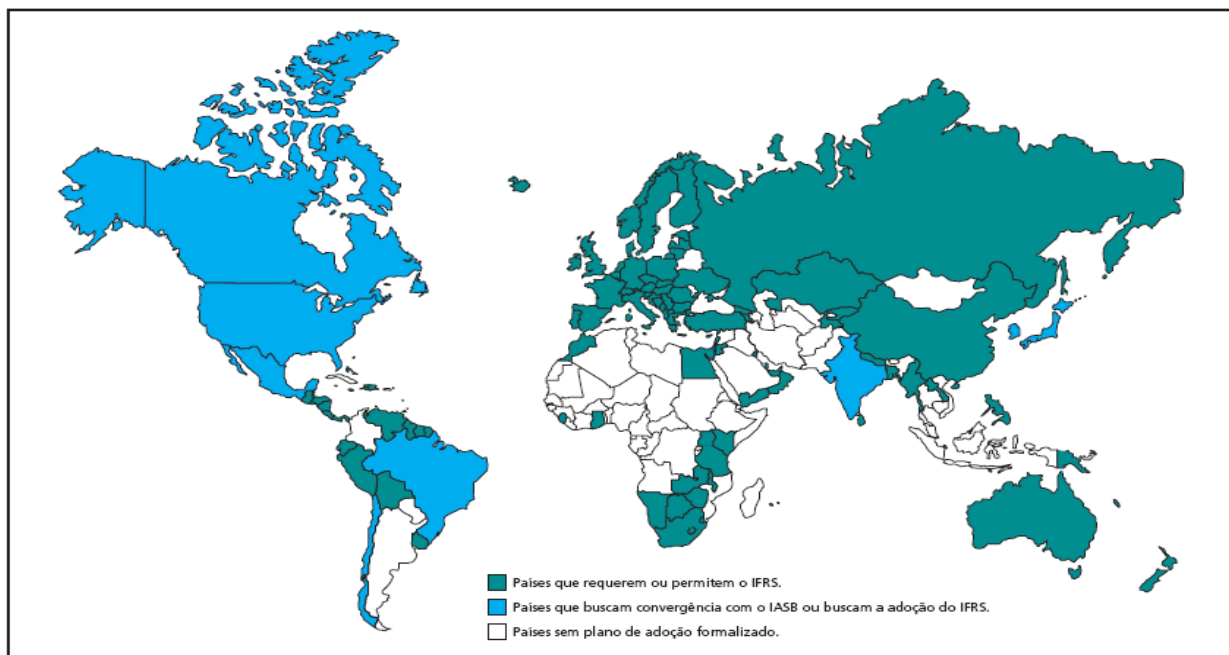 Países que requerem ou permitem o IFRS.
Países que buscam convergência com o IASB ou buscam a adoção do IFRS.
Países sem plano de adoção formalizado.